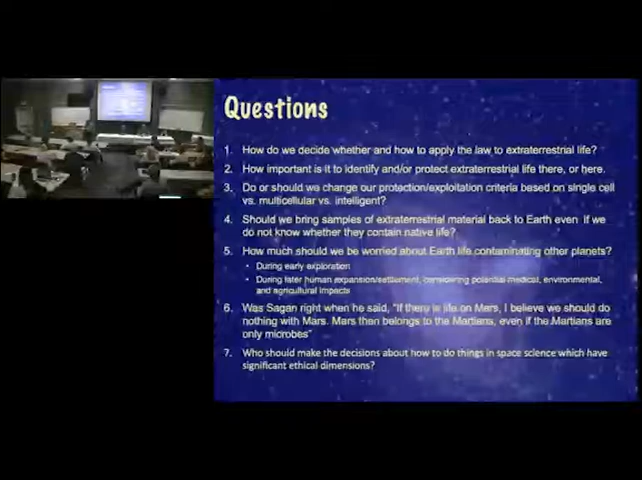 Questions
1. How do we decide whether and how to apply the law to extraterrestrial life?
2. How important is it to identify and/or protect extraterrestrial life there, or here.
3. Do or should we change our protection/exploitation criteria based on single cell
vs. multicellular vs. intelligent?
4. Should we bring samples of extraterrestrial material back to Earth even if we
do not know whether they contain native life?
5. How much should we be worried about Earth life contaminating other planets?
• During early exploration
• During later human expansion/settlement, considering potential medical, environmental,
and agricultural impacts
6. Was Sagan right when he said, "If there is life on Mars, I believe we should do
nothing with Mars. Mars then belongs to the Martians, even if the Martians are
only microbes"
7. Who should make the decisions about how to do things in space science which have
significant ethical dimensions?